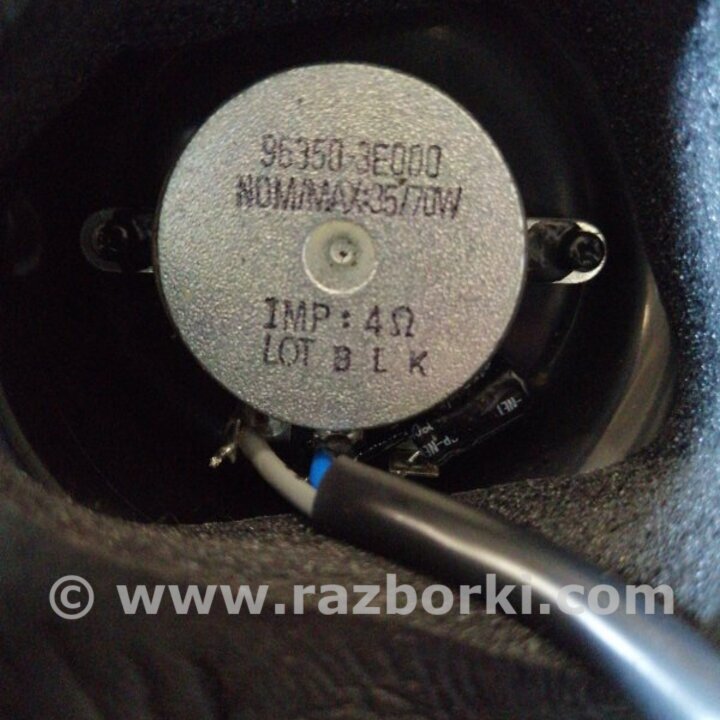 96350-3E000
NOM/MAX:35/70W
IMP : 4Ω
LOT B L K
© www.razborki.com